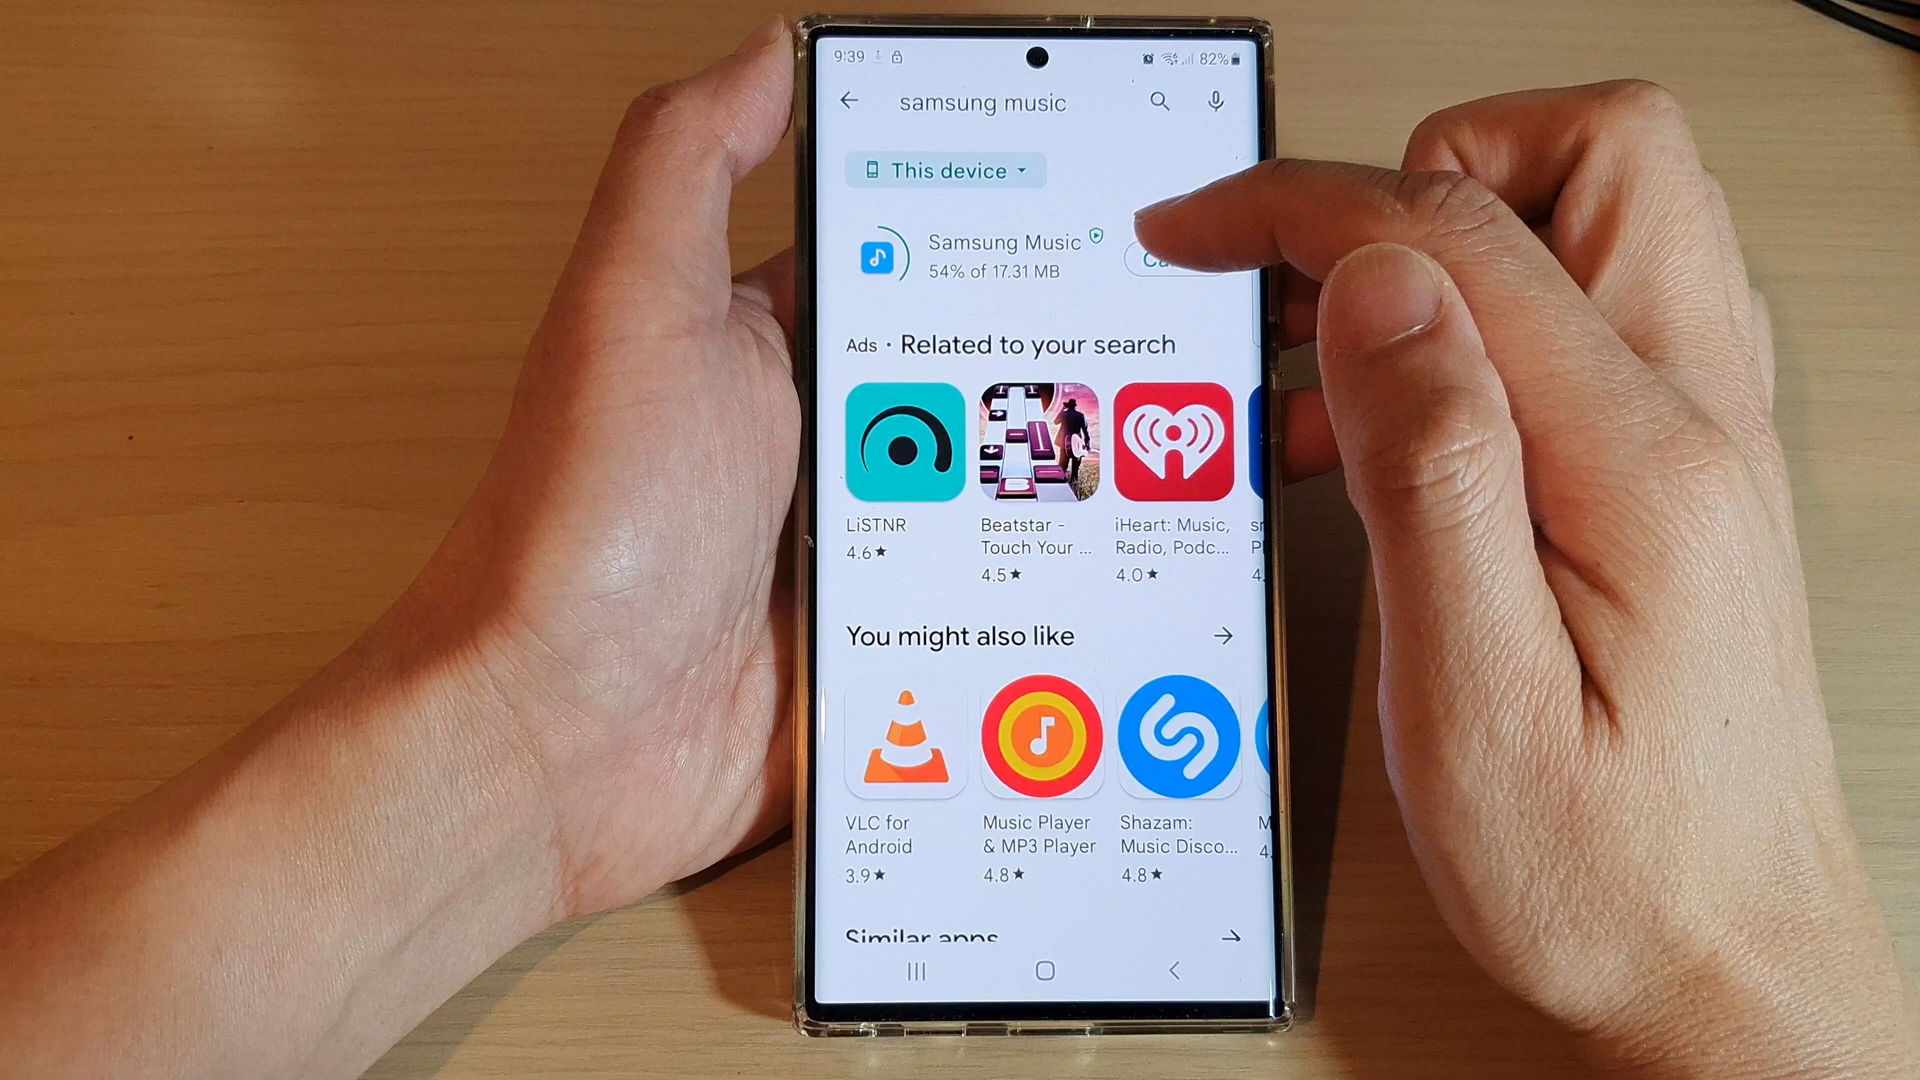 9:39 82%
samsung music
This device
Samsung Music
54% of 17.31 MB
Ads • Related to your search
LiSTNR
4.6★
Beatstar -
Touch Your ...
4.5★
iHeart: Music,
Radio, Podc...
4.0★
4.
You might also like
VLC for
Android
3.9★
Music Player
& MP3 Player
4.8★
Shazam:
Music Disco...
4.8★
M
4.
Similar apps